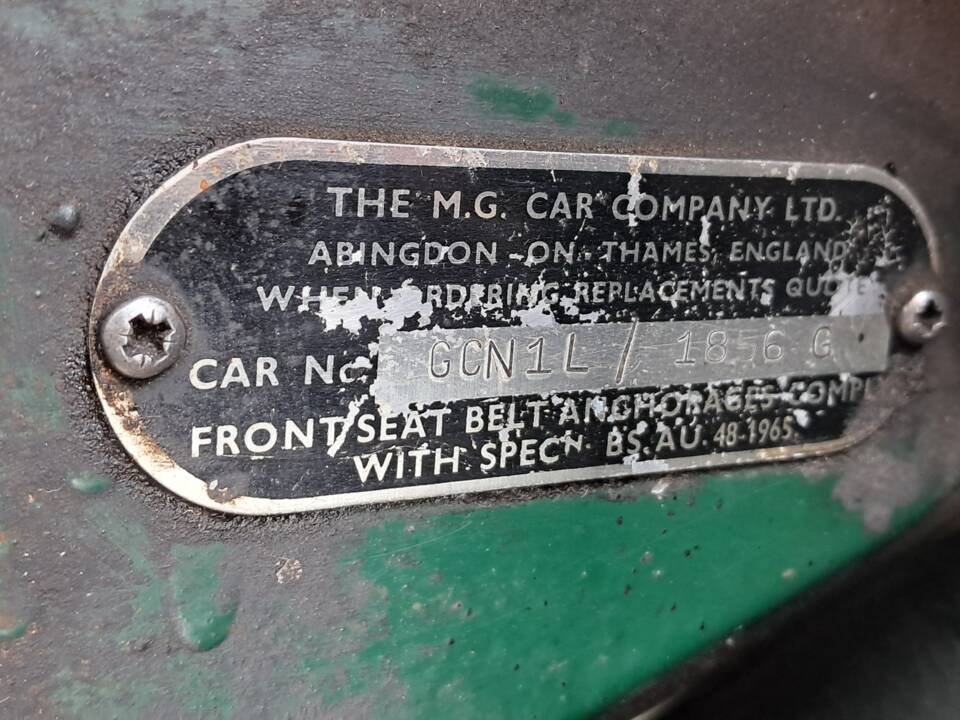 THE M.G. CAR COMPANY LTD.
ABINGDON-ON-THAMES, ENGLAND
WHEN ORDERING REPLACEMENTS QUOTE
CAR No. GCN1L / 1856 G
FRONT SEAT BELT ANCHORAGES COMPLY
WITH SPECN. BS. AU. 48-1965.